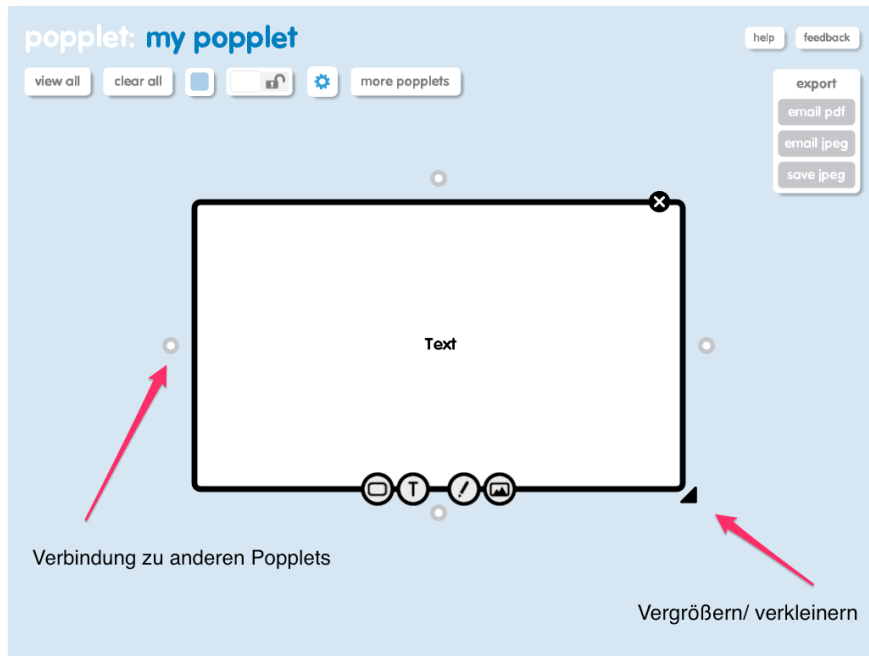 popplet: my popplet
help feedback
view all clear all more popplets
export
email pdf
email jpeg
save jpeg
Text
T
Verbindung zu anderen Popplets
Vergrößern/ verkleinern